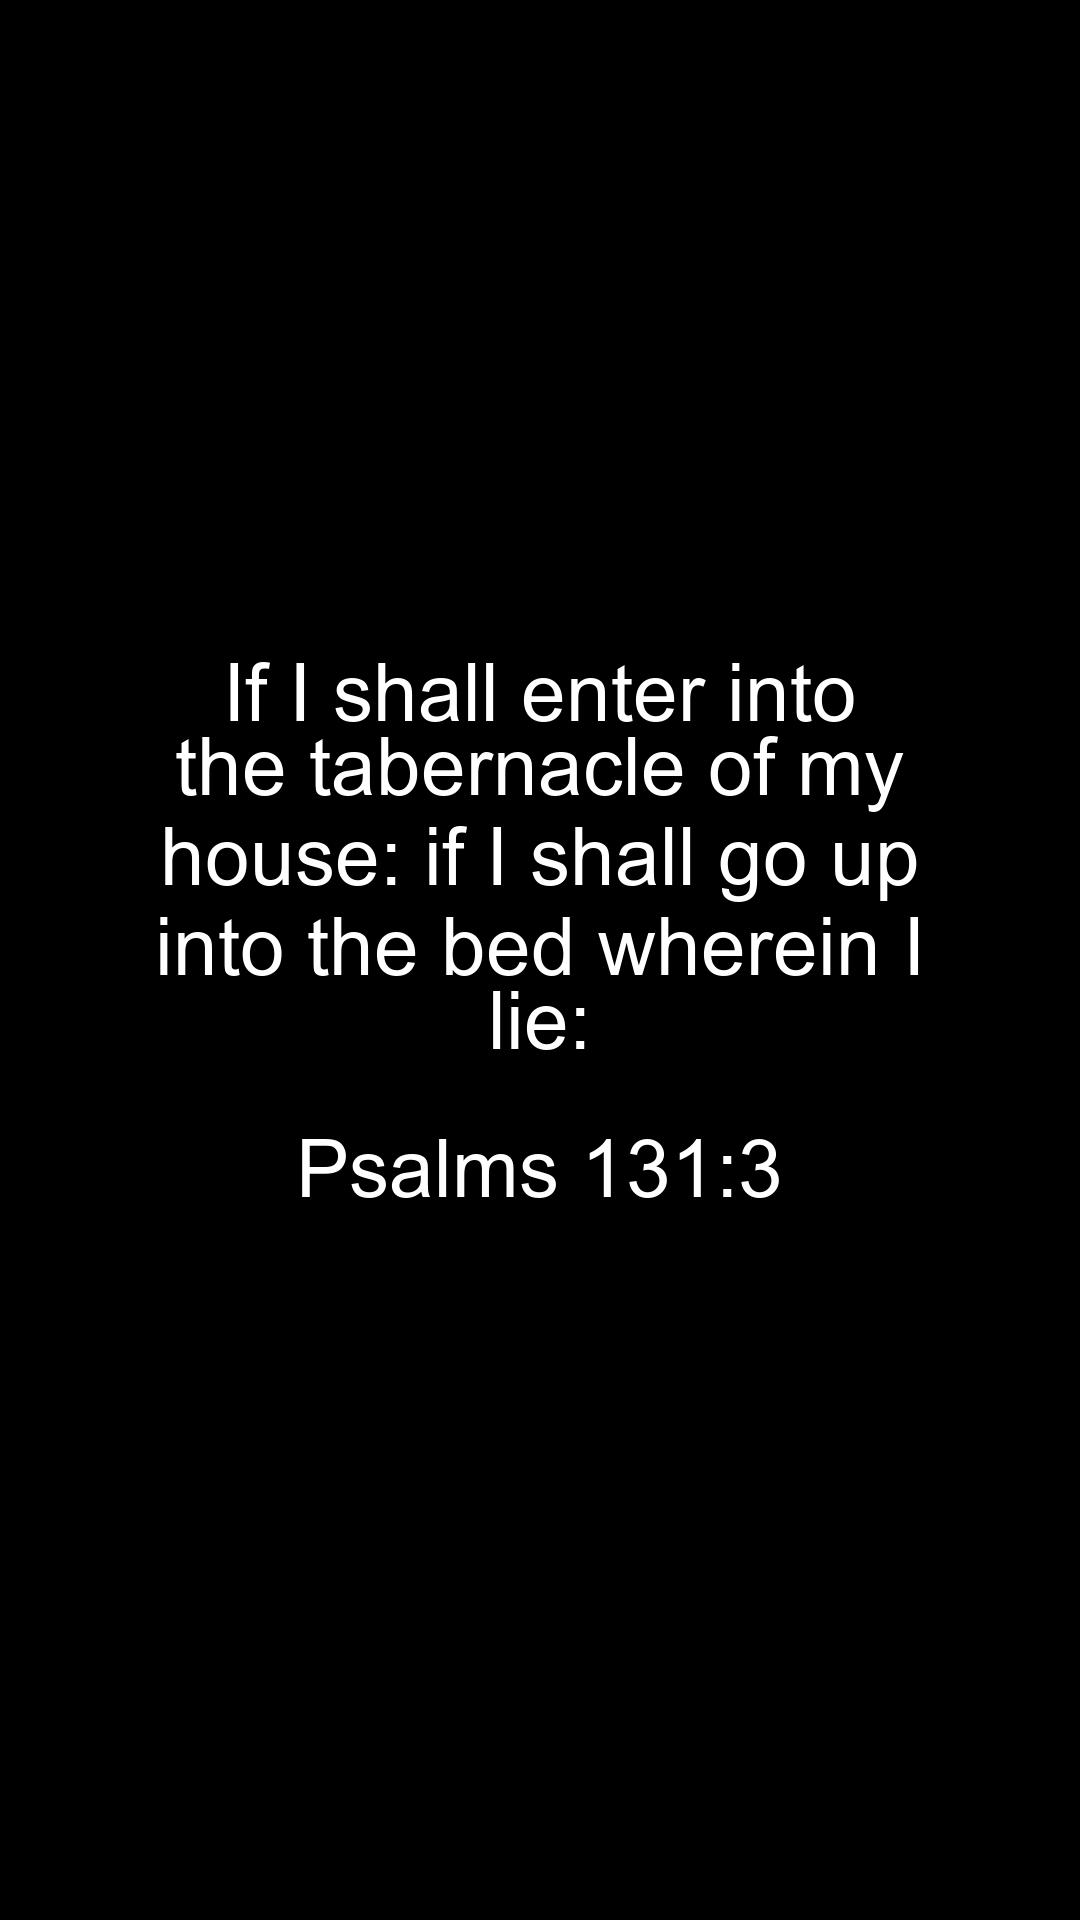 If I shall enter into
the tabernacle of my
house: if I shall go up
into the bed wherein I
lie:
Psalms 131:3